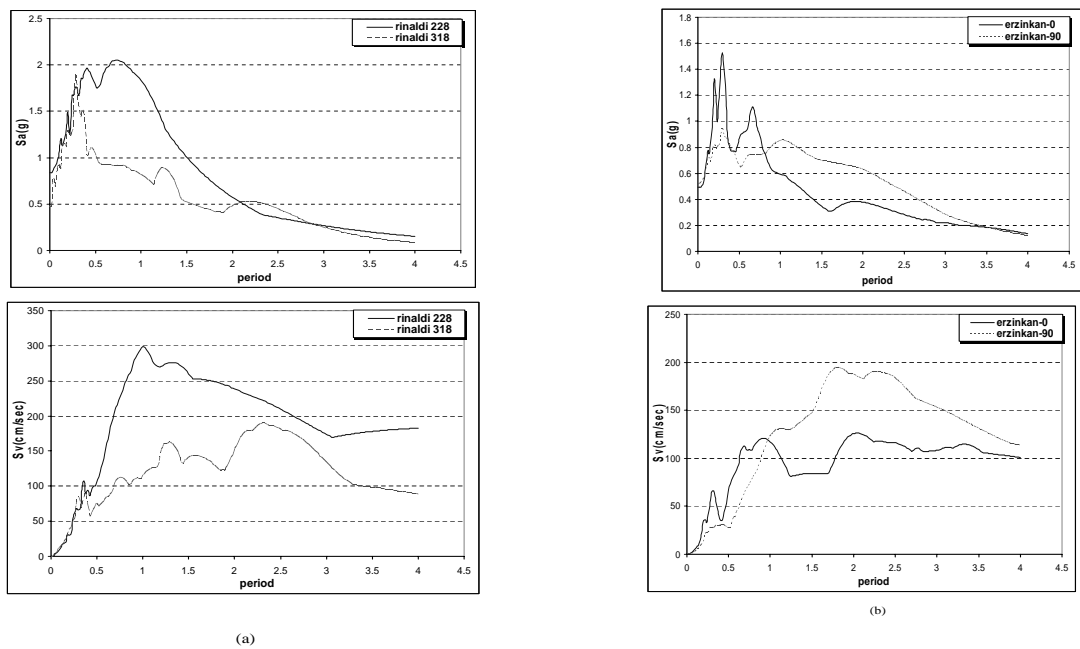 2.5
2
1.5
1
0.5
0
Sa(g)
0 0.5 1 1.5 2 2.5 3 3.5 4 4.5
period
rinaldi 228
rinaldi 318
1.8
1.6
1.4
1.2
1
0.8
0.6
0.4
0.2
0
Sa(g)
0 0.5 1 1.5 2 2.5 3 3.5 4 4.5
period
erzinkan-0
erzinkan-90
350
300
250
200
150
100
50
0
Sv(cm/sec)
0 0.5 1 1.5 2 2.5 3 3.5 4 4.5
period
rinaldi 228
rinaldi 318
(a)
250
200
150
100
50
0
Sv(cm/sec)
0 0.5 1 1.5 2 2.5 3 3.5 4 4.5
period
erzinkan-0
erzinkan-90
(b)